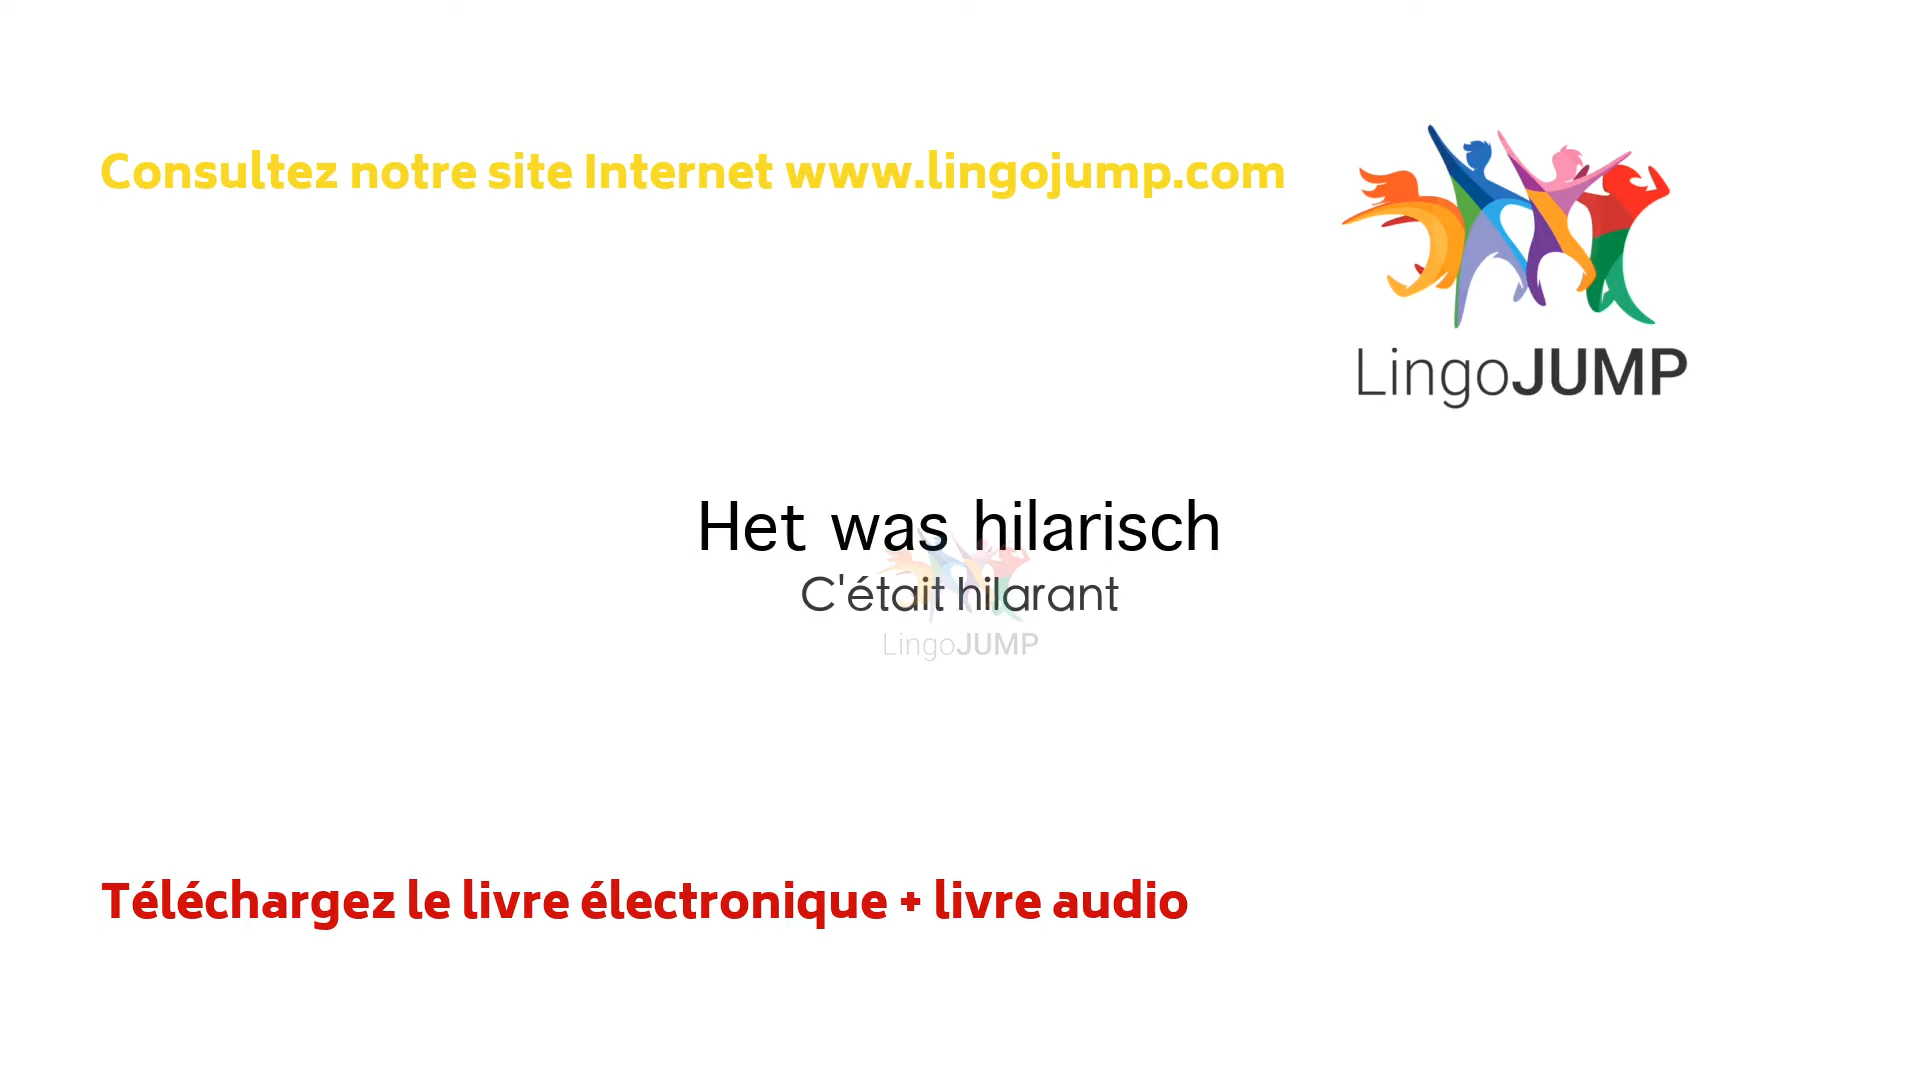 Consultez notre site Internet www.lingojump.com
LingoJUMP
Het was hilarisch
C'était hilarant
LingoJUMP
Téléchargez le livre électronique + livre audio